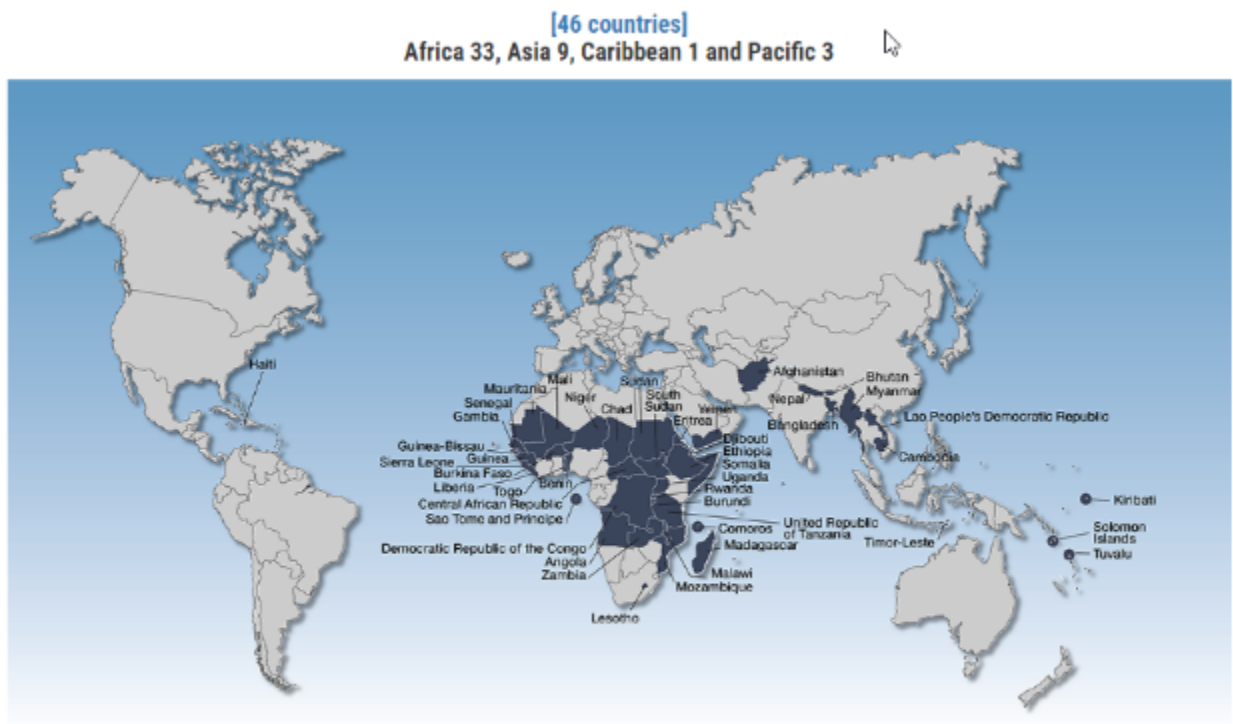 [46 countries]
Africa 33, Asia 9, Caribbean 1 and Pacific 3
Haiti
Mauritania
Mali
Niger
Chad
Sudan
South
Sudan
Yemen
Eritrea
Senegal
Gambia
Guinea-Bissau
Guinea
Sierra Leone
Burkina Faso
Liberia
Togo
Benin
Central African Republic
Sao Tome and Principe
Democratic Republic of the Congo
Angola
Zambia
Lesotho
Djibouti
Ethiopia
Somalia
Uganda
Rwanda
Burundi
Comoros
United Republic
of Tanzania
Madagascar
Malawi
Mozambique
Afghanistan
Nepal
Bhutan
Myanmar
Bangladesh
Lao People's Democratic Republic
Cambodia
Timor-Leste
Kiribati
Solomon
Islands
Tuvalu